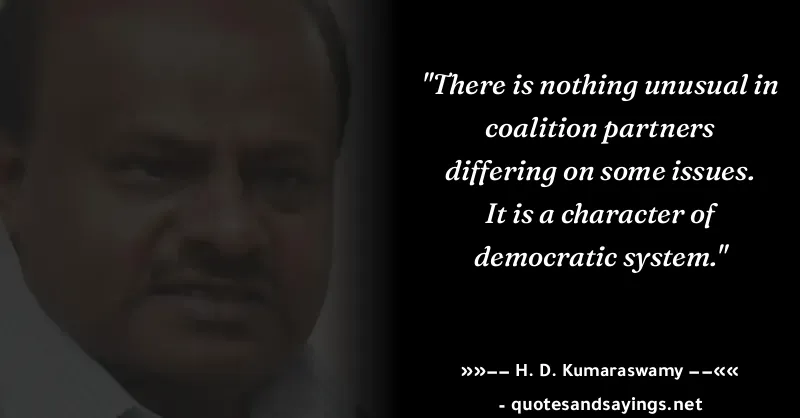 "There is nothing unusual in
coalition partners
differing on some issues.
It is a character of
democratic system."
»»–– H. D. Kumaraswamy ––««
- quotesandsayings.net